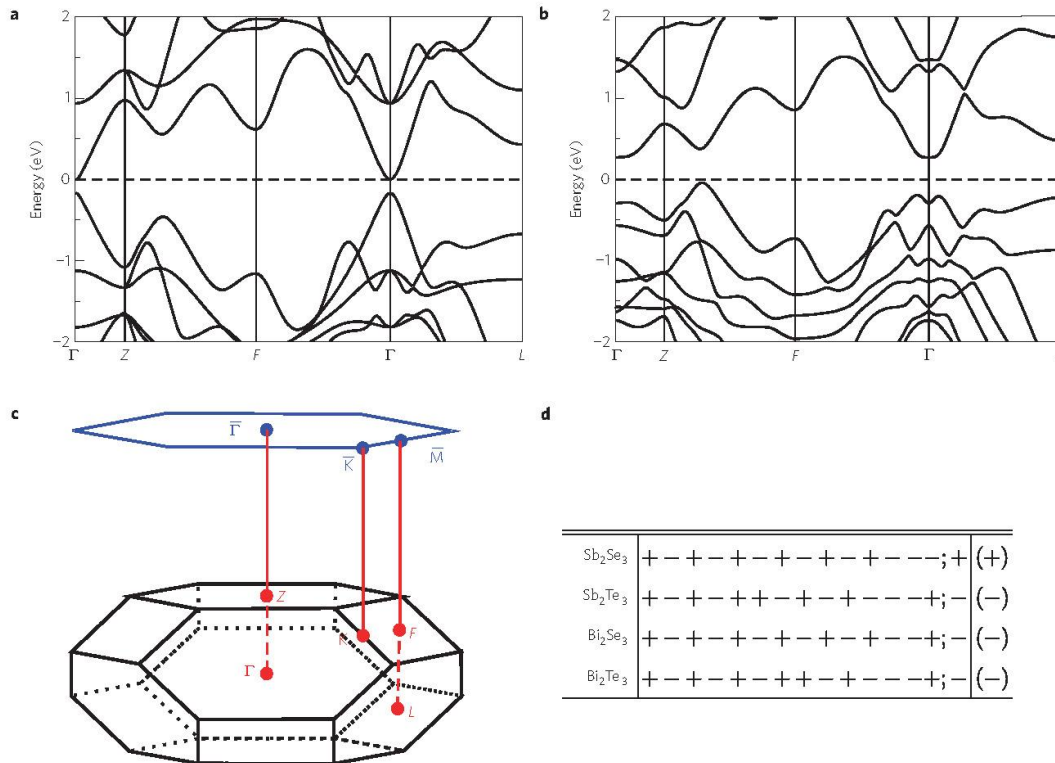 a
2
1
0
−1
−2
Energy (eV)
Γ
Z
F
Γ
L
b
2
1
0
−1
−2
Energy (eV)
Γ
Z
F
Γ
c
Γ̅
K̅
M̅
Z
K
F
Γ
L
d
Sb₂Se₃ + − + − + − + − + − + − −− ; + (+)
Sb₂Te₃ + − + − + + − + − + − −− + ; − (−)
Bi₂Se₃ + − + − + − + − + − + −− + ; − (−)
Bi₂Te₃ + − + − + − + + − + − −− + ; − (−)